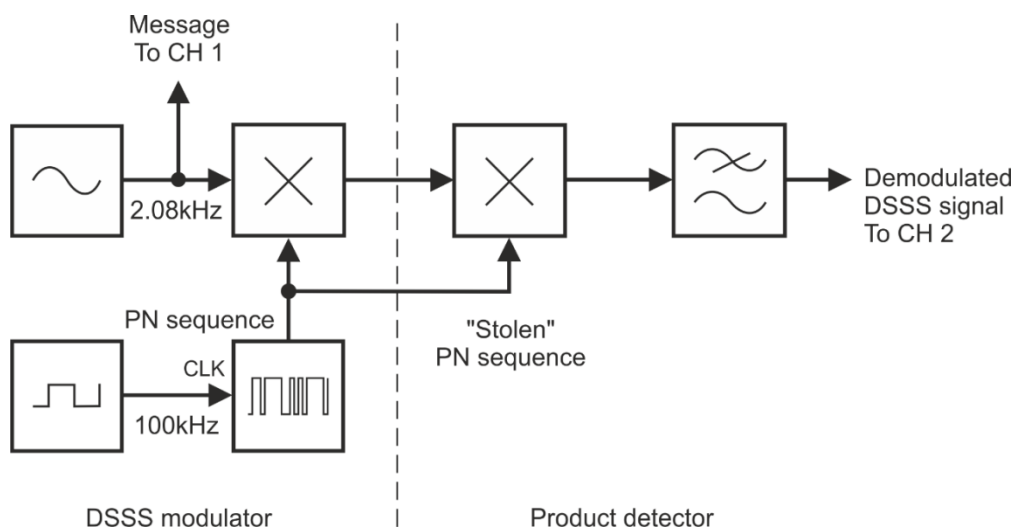 Message
To CH 1
2.08kHz
Demodulated
DSSS signal
To CH 2
PN sequence
"Stolen"
PN sequence
CLK
100kHz
DSSS modulator
Product detector